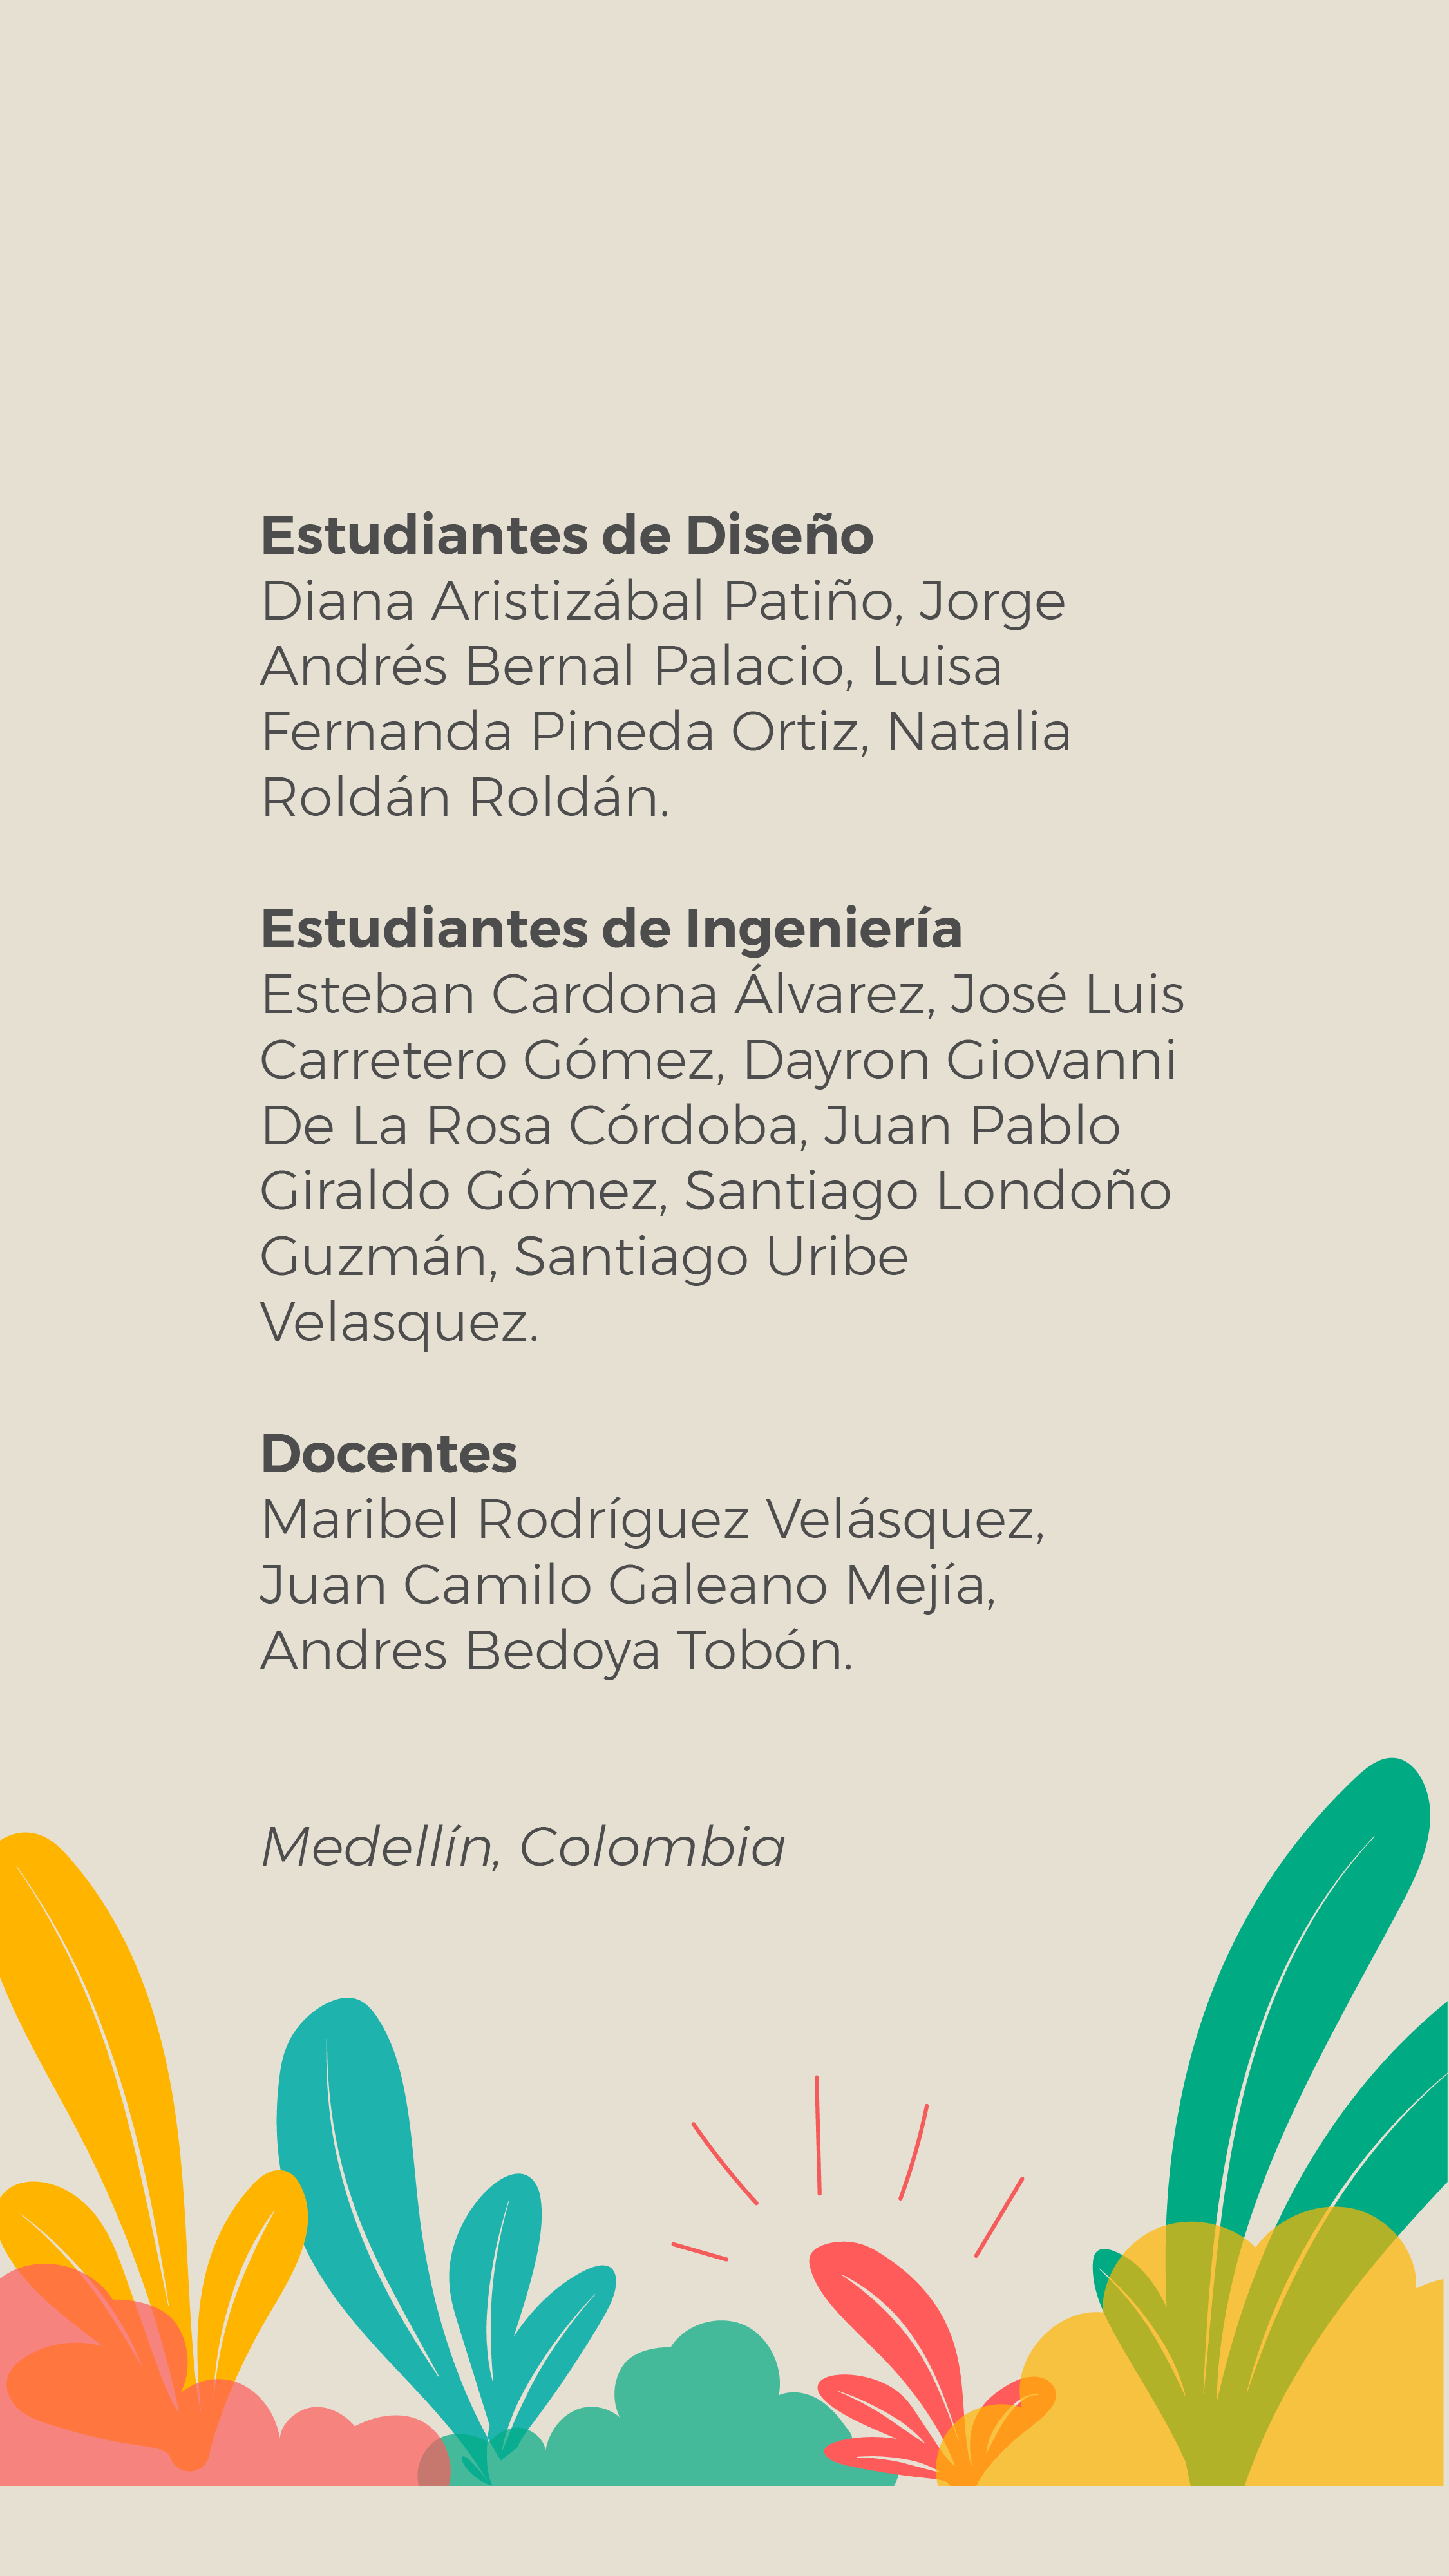 Estudiantes de Diseño
Diana Aristizábal Patiño, Jorge
Andrés Bernal Palacio, Luisa
Fernanda Pineda Ortiz, Natalia
Roldán Roldán.
Estudiantes de Ingeniería
Esteban Cardona Álvarez, José Luis
Carretero Gómez, Dayron Giovanni
De La Rosa Córdoba, Juan Pablo
Giraldo Gómez, Santiago Londoño
Guzmán, Santiago Uribe
Velasquez.
Docentes
Maribel Rodríguez Velásquez,
Juan Camilo Galeano Mejía,
Andres Bedoya Tobón.
Medellín, Colombia